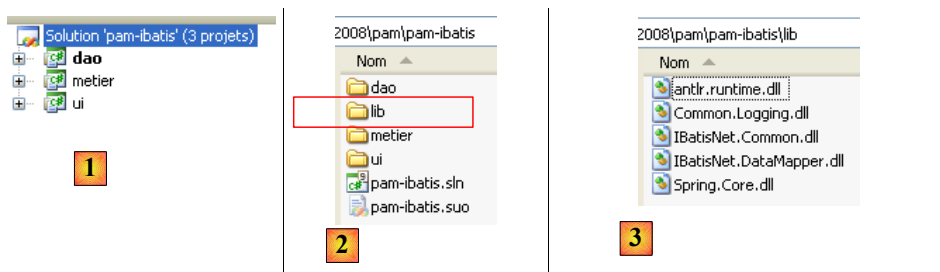 Solution 'pam-ibatis' (3 projets)
dao
metier
ui
1
2008\pam\pam-ibatis
Nom
dao
lib
metier
ui
pam-ibatis.sln
pam-ibatis.suo
2
2008\pam\pam-ibatis\lib
Nom
antlr.runtime.dll
Common.Logging.dll
IBatisNet.Common.dll
IBatisNet.DataMapper.dll
Spring.Core.dll
3